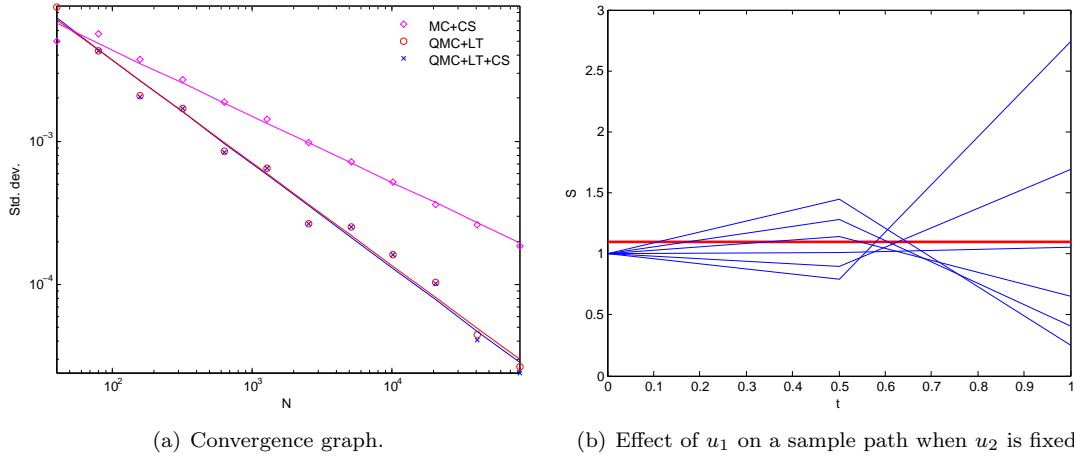 MC+CS
QMC+LT
QMC+LT+CS
10^−3
10^−4
Std. dev.
10^2
10^3
10^4
N
(a) Convergence graph.
3
2.5
2
1.5
1
0.5
0
S
0
0.1
0.2
0.3
0.4
0.5
0.6
0.7
0.8
0.9
1
t
(b) Effect of u_1 on a sample path when u_2 is fixed